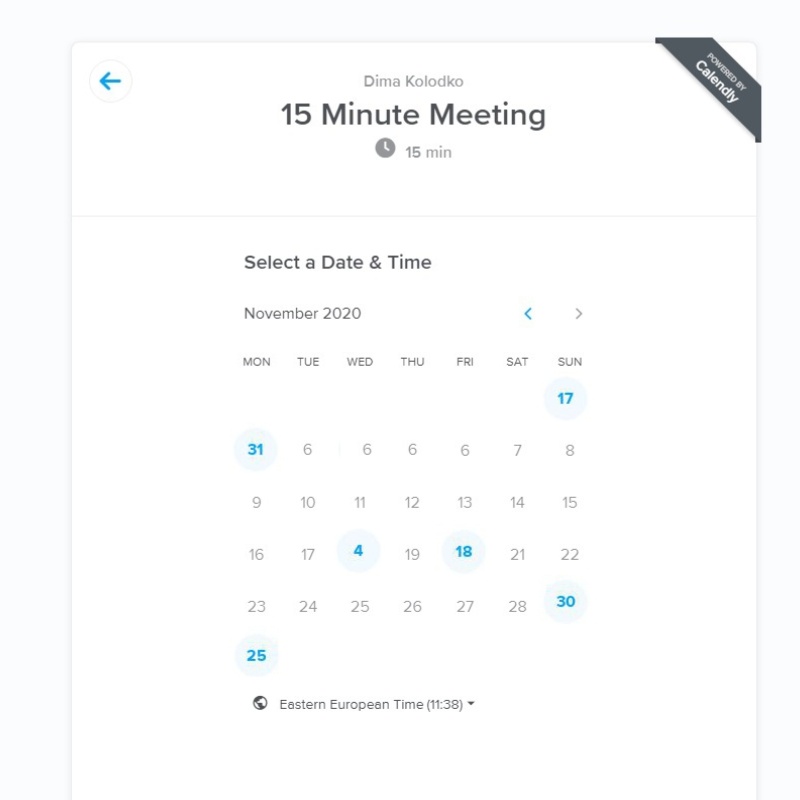 POWERED BY
Calendly
Dima Kolodko
15 Minute Meeting
15 min
Select a Date & Time
November 2020
MON TUE WED THU FRI SAT SUN
17
31 6 6 6 6 7 8
9 10 11 12 13 14 15
16 17 4 19 18 21 22
23 24 25 26 27 28 30
25
Eastern European Time (11:38)